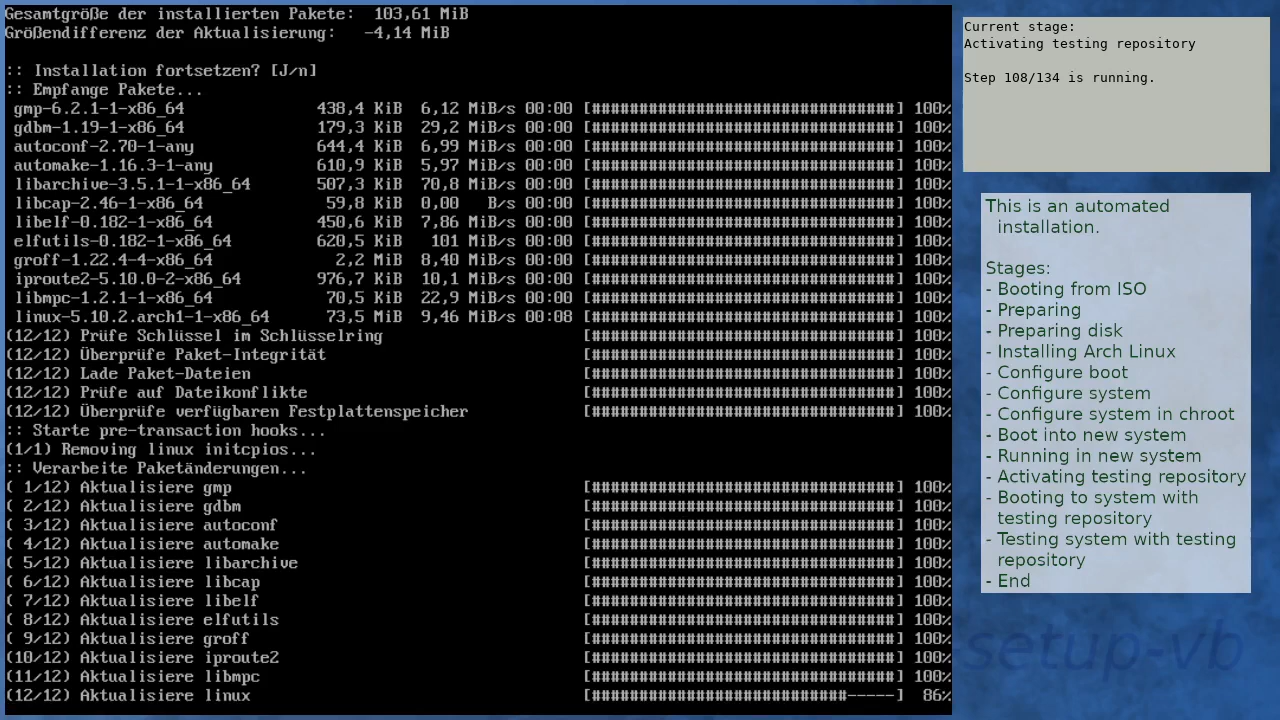 Gesamtgröße der installierten Pakete:  103,61 MiB
Größendifferenz der Aktualisierung:   -4,14 MiB
:: Installation fortsetzen? [J/n]
:: Empfange Pakete...
gmp-6.2.1-1-x86_64 438,4 KiB 6,12 MiB/s 00:00 [################################] 100%
gdbm-1.19-1-x86_64 179,3 KiB 29,2 MiB/s 00:00 [################################] 100%
autoconf-2.70-1-any 644,4 KiB 6,99 MiB/s 00:00 [################################] 100%
automake-1.16.3-1-any 610,9 KiB 5,97 MiB/s 00:00 [################################] 100%
libarchive-3.5.1-1-x86_64 507,3 KiB 70,8 MiB/s 00:00 [################################] 100%
libcap-2.46-1-x86_64 59,8 KiB 0,00 B/s 00:00 [################################] 100%
libelf-0.182-1-x86_64 450,6 KiB 7,86 MiB/s 00:00 [################################] 100%
elfutils-0.182-1-x86_64 620,5 KiB 101 MiB/s 00:00 [################################] 100%
groff-1.22.4-4-x86_64 2,2 MiB 8,40 MiB/s 00:00 [################################] 100%
iproute2-5.10.0-2-x86_64 976,7 KiB 10,1 MiB/s 00:00 [################################] 100%
libmpc-1.2.1-1-x86_64 70,5 KiB 22,9 MiB/s 00:00 [################################] 100%
linux-5.10.2.arch1-1-x86_64 73,5 MiB 9,46 MiB/s 00:08 [################################] 100%
(12/12) Prüfe Schlüssel im Schlüsselring [################################] 100%
(12/12) Überprüfe Paket-Integrität [################################] 100%
(12/12) Lade Paket-Dateien [################################] 100%
(12/12) Prüfe auf Dateikonflikte [################################] 100%
(12/12) Überprüfe verfügbaren Festplattenspeicher [################################] 100%
:: Starte pre-transaction hooks...
(1/1) Removing linux initcpios...
:: Verarbeite Paketänderungen...
( 1/12) Aktualisiere gmp [################################] 100%
( 2/12) Aktualisiere gdbm [################################] 100%
( 3/12) Aktualisiere autoconf [################################] 100%
( 4/12) Aktualisiere automake [################################] 100%
( 5/12) Aktualisiere libarchive [################################] 100%
( 6/12) Aktualisiere libcap [################################] 100%
( 7/12) Aktualisiere libelf [################################] 100%
( 8/12) Aktualisiere elfutils [################################] 100%
( 9/12) Aktualisiere groff [################################] 100%
(10/12) Aktualisiere iproute2 [################################] 100%
(11/12) Aktualisiere libmpc [################################] 100%
(12/12) Aktualisiere linux [###########################-----] 86%
Current stage:
Activating testing repository
Step 108/134 is running.
This is an automated
installation.
Stages:
- Booting from ISO
- Preparing
- Preparing disk
- Installing Arch Linux
- Configure boot
- Configure system
- Configure system in chroot
- Boot into new system
- Running in new system
- Activating testing repository
- Booting to system with
testing repository
- Testing system with testing
repository
- End
setup-vb